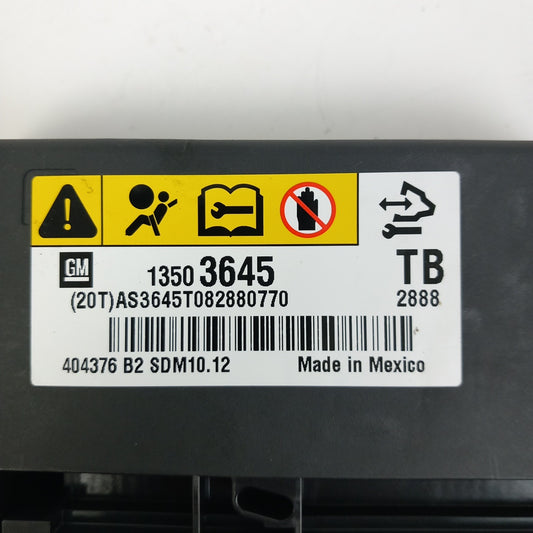 GM
1350 3645
TB
(20T)AS3645T082880770
2888
404376 B2 SDM10.12
Made in Mexico